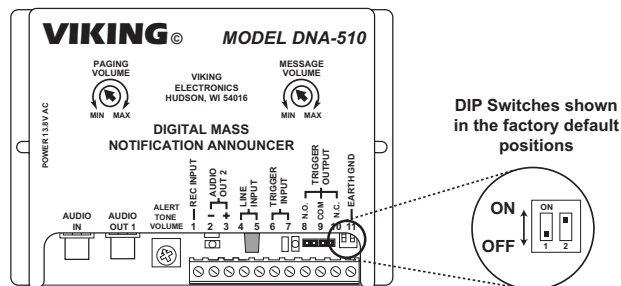 VIKING©
MODEL DNA-510
PAGING
VOLUME
MIN MAX
VIKING
ELECTRONICS
HUDSON, WI 54016
MESSAGE
VOLUME
MIN MAX
POWER 13.8V AC
DIGITAL MASS
NOTIFICATION ANNOUNCER
AUDIO
IN
AUDIO
OUT 1
ALERT
TONE
VOLUME
REC INPUT
AUDIO
OUT 2
LINE
INPUT
TRIGGER
INPUT
TRIGGER
OUTPUT
EARTH GND
- +
N.O.
COM
N.C.
1 2 3 4 5 6 7 8 9 10 11
DIP Switches shown
in the factory default
positions
ON
OFF
ON
1 2